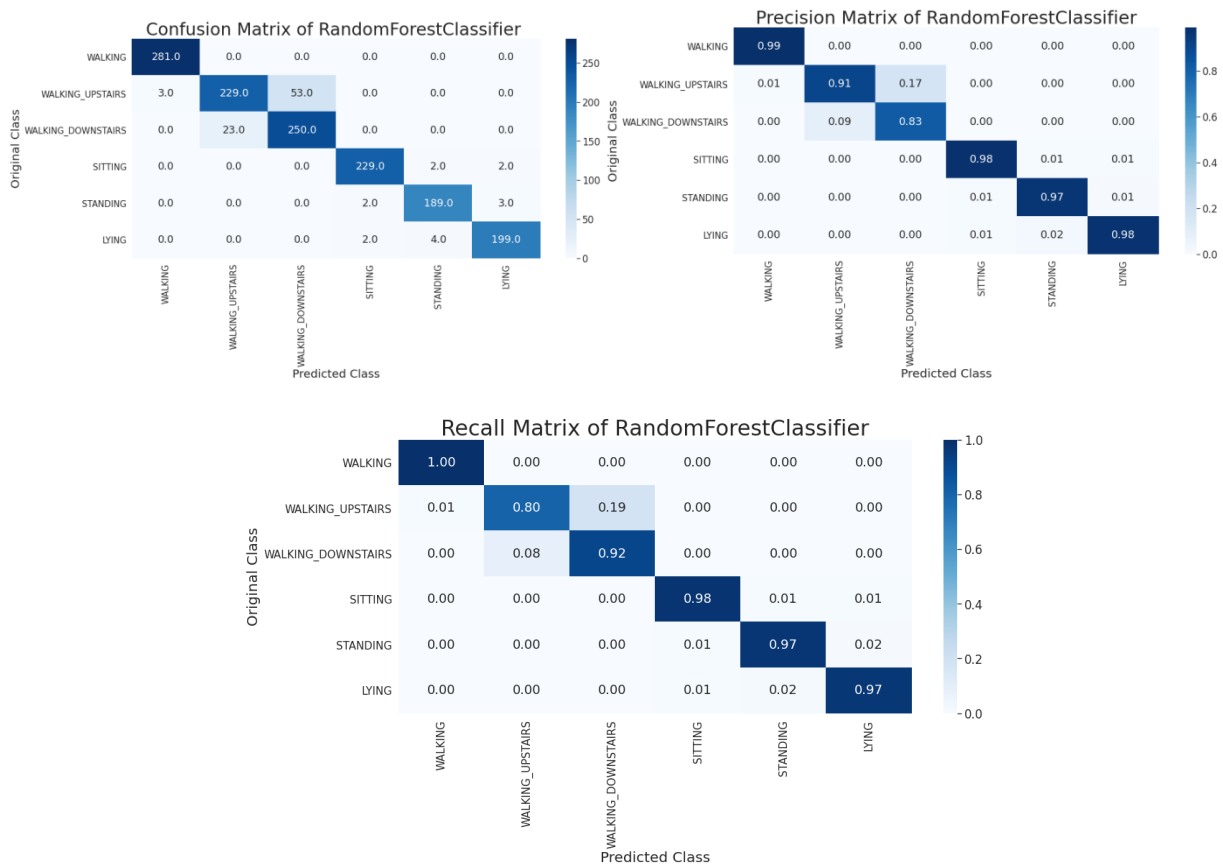 Confusion Matrix of RandomForestClassifier
Original Class
WALKING 281.0 0.0 0.0 0.0 0.0 0.0
WALKING_UPSTAIRS 3.0 229.0 53.0 0.0 0.0 0.0
WALKING_DOWNSTAIRS 0.0 23.0 250.0 0.0 0.0 0.0
SITTING 0.0 0.0 0.0 229.0 2.0 2.0
STANDING 0.0 0.0 0.0 2.0 189.0 3.0
LYING 0.0 0.0 0.0 2.0 4.0 199.0
WALKING
WALKING_UPSTAIRS
WALKING_DOWNSTAIRS
SITTING
STANDING
LYING
Predicted Class
250
200
150
100
50
0
Precision Matrix of RandomForestClassifier
Original Class
WALKING 0.99 0.00 0.00 0.00 0.00 0.00
WALKING_UPSTAIRS 0.01 0.91 0.17 0.00 0.00 0.00
WALKING_DOWNSTAIRS 0.00 0.09 0.83 0.00 0.00 0.00
SITTING 0.00 0.00 0.00 0.98 0.01 0.01
STANDING 0.00 0.00 0.00 0.01 0.97 0.01
LYING 0.00 0.00 0.00 0.01 0.02 0.98
WALKING
WALKING_UPSTAIRS
WALKING_DOWNSTAIRS
SITTING
STANDING
LYING
Predicted Class
0.8
0.6
0.4
0.2
0.0
Recall Matrix of RandomForestClassifier
Original Class
WALKING 1.00 0.00 0.00 0.00 0.00 0.00
WALKING_UPSTAIRS 0.01 0.80 0.19 0.00 0.00 0.00
WALKING_DOWNSTAIRS 0.00 0.08 0.92 0.00 0.00 0.00
SITTING 0.00 0.00 0.00 0.98 0.01 0.01
STANDING 0.00 0.00 0.00 0.01 0.97 0.02
LYING 0.00 0.00 0.00 0.01 0.02 0.97
WALKING
WALKING_UPSTAIRS
WALKING_DOWNSTAIRS
SITTING
STANDING
LYING
Predicted Class
1.0
0.8
0.6
0.4
0.2
0.0